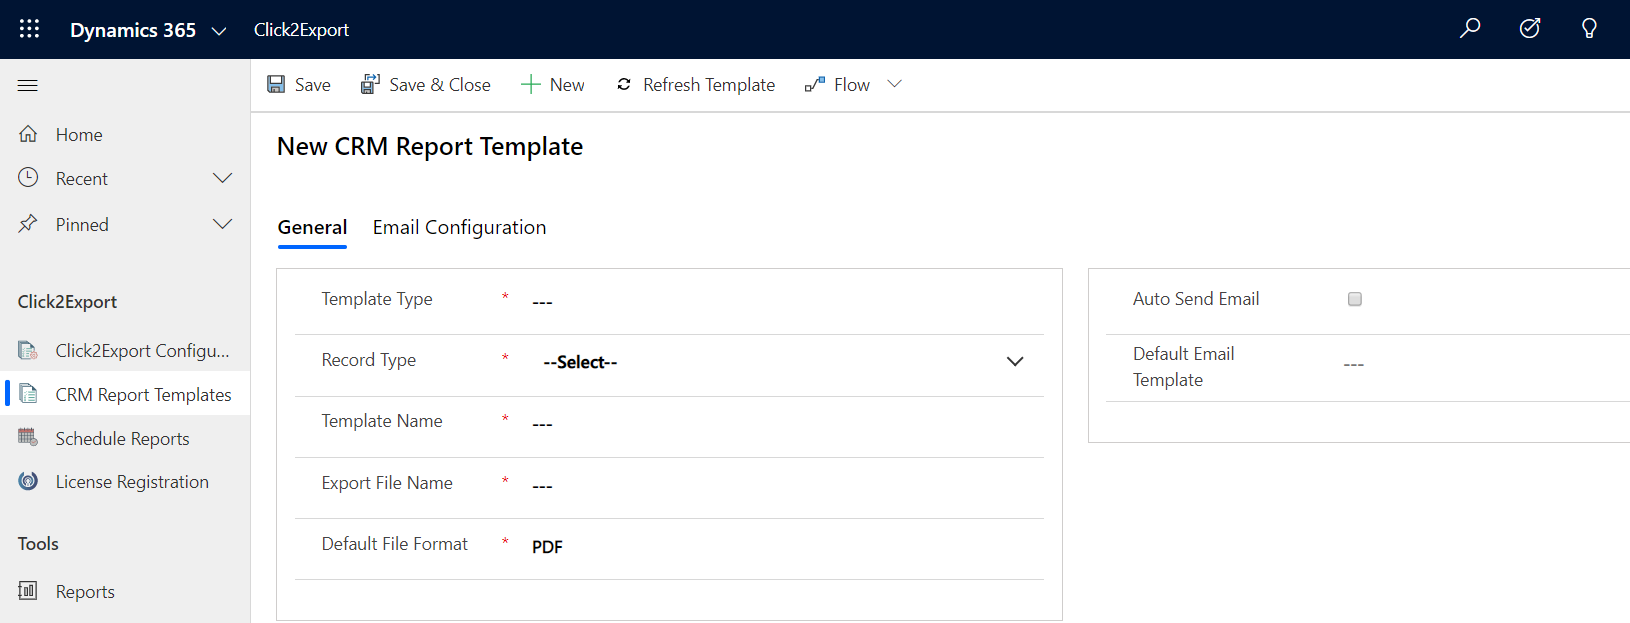 Dynamics 365 Click2Export
Save Save & Close New Refresh Template Flow
Home
Recent
Pinned
Click2Export
Click2Export Configu...
CRM Report Templates
Schedule Reports
License Registration
Tools
Reports
New CRM Report Template
General Email Configuration
Template Type * ---
Record Type * --Select--
Template Name * ---
Export File Name * ---
Default File Format * PDF
Auto Send Email
Default Email
Template ---